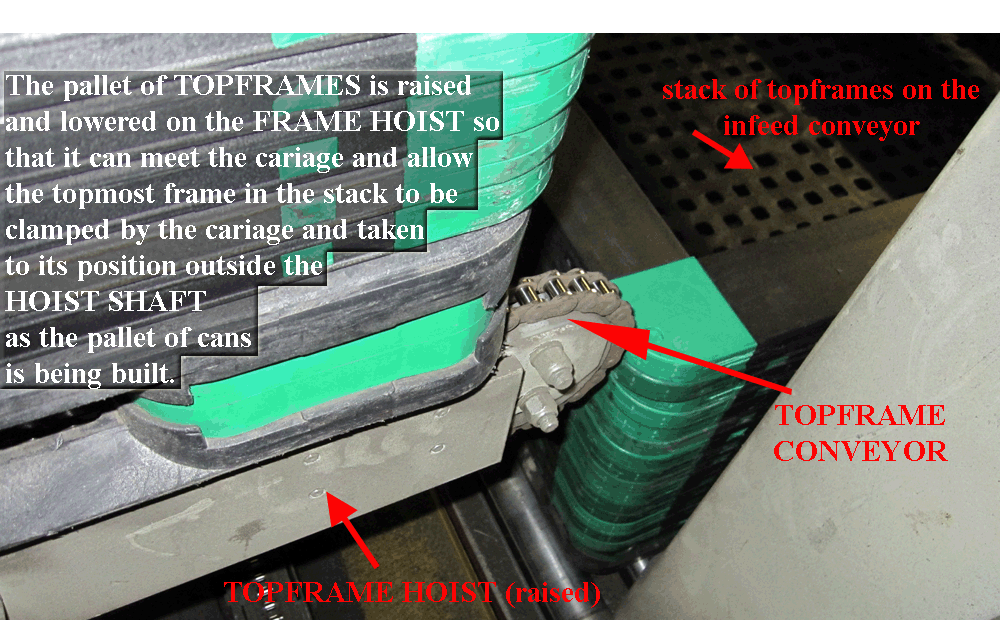 The pallet of TOPFRAMES is raised
and lowered on the FRAME HOIST so
that it can meet the cariage and allow
the topmost frame in the stack to be
clamped by the cariage and taken
to its position outside the
HOIST SHAFT
as the pallet of cans
is being built.
stack of topframes on the
infeed conveyor
TOPFRAME
CONVEYOR
TOPFRAME HOIST (raised)